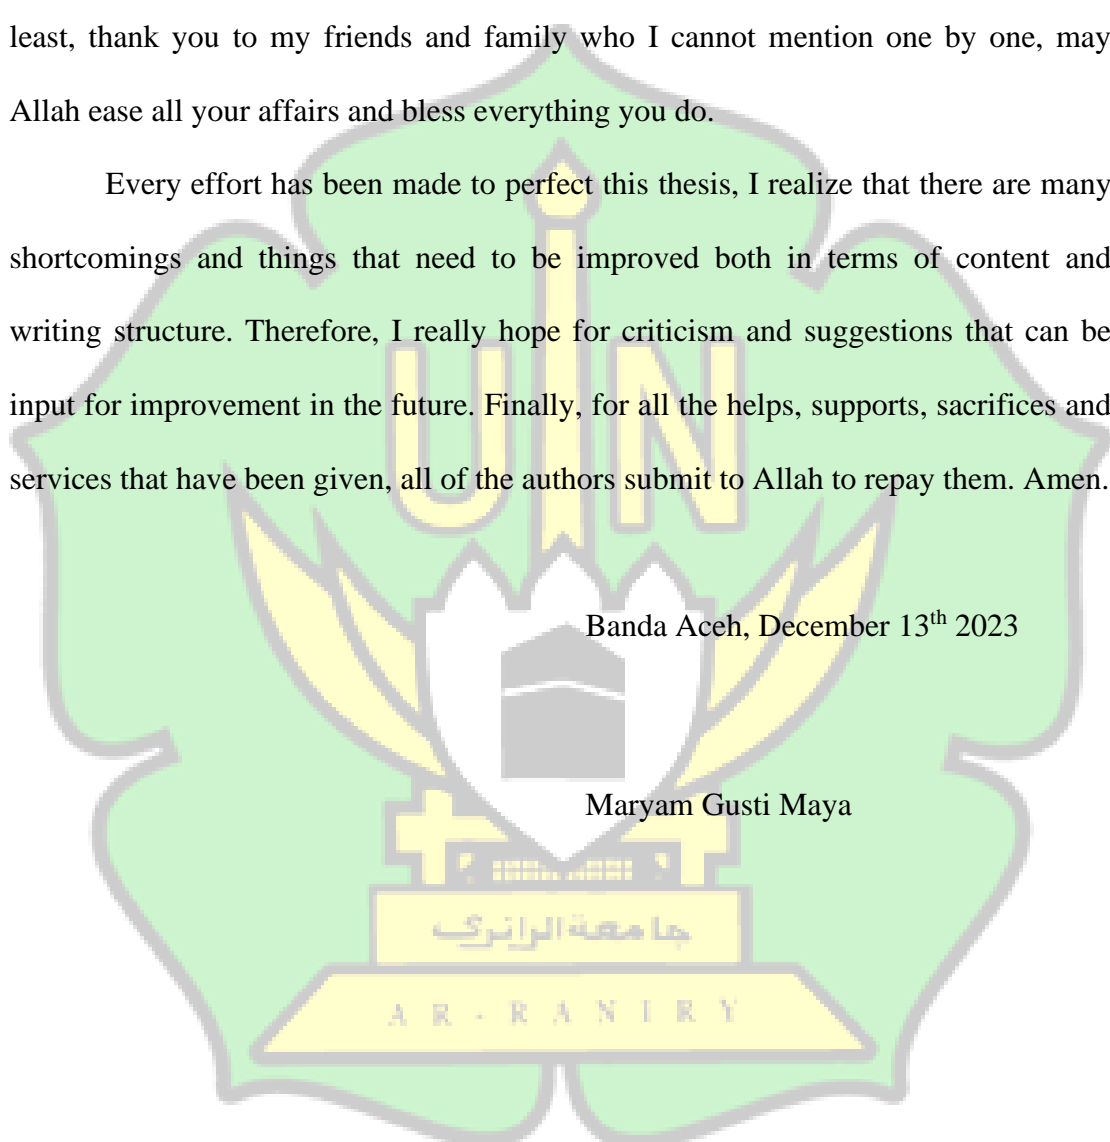 least, thank you to my friends and family who I cannot mention one by one, may
Allah ease all your affairs and bless everything you do.
Every effort has been made to perfect this thesis, I realize that there are many
shortcomings and things that need to be improved both in terms of content and
writing structure. Therefore, I really hope for criticism and suggestions that can be
input for improvement in the future. Finally, for all the helps, supports, sacrifices and
services that have been given, all of the authors submit to Allah to repay them. Amen.
UIN
Banda Aceh, December 13th 2023
Maryam Gusti Maya
جامعة الرانري
AR-RANIRY